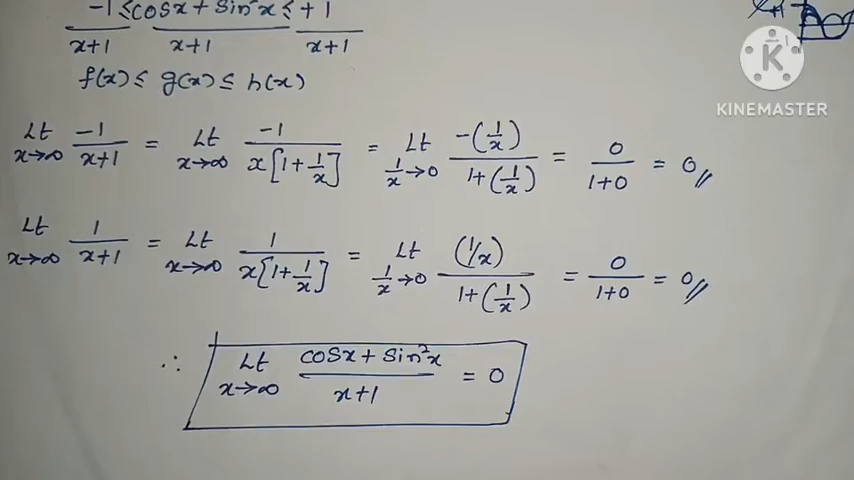 -1 ≤ cosx + Sin²x ≤ +1
x+1 x+1 x+1
f(x) ≤ g(x) ≤ h(x)
KINEMASTER
Lt x→∞ -1/x+1 = Lt x→∞ -1/x[1+1/x] = Lt 1/x→0 -(1/x)/1+(1/x) = 0/1+0 = 0//
Lt x→∞ 1/x+1 = Lt x→∞ 1/x[1+1/x] = Lt 1/x→0 (1/x)/1+(1/x) = 0/1+0 = 0//
∴ Lt x→∞ cosx + Sin²x/x+1 = 0